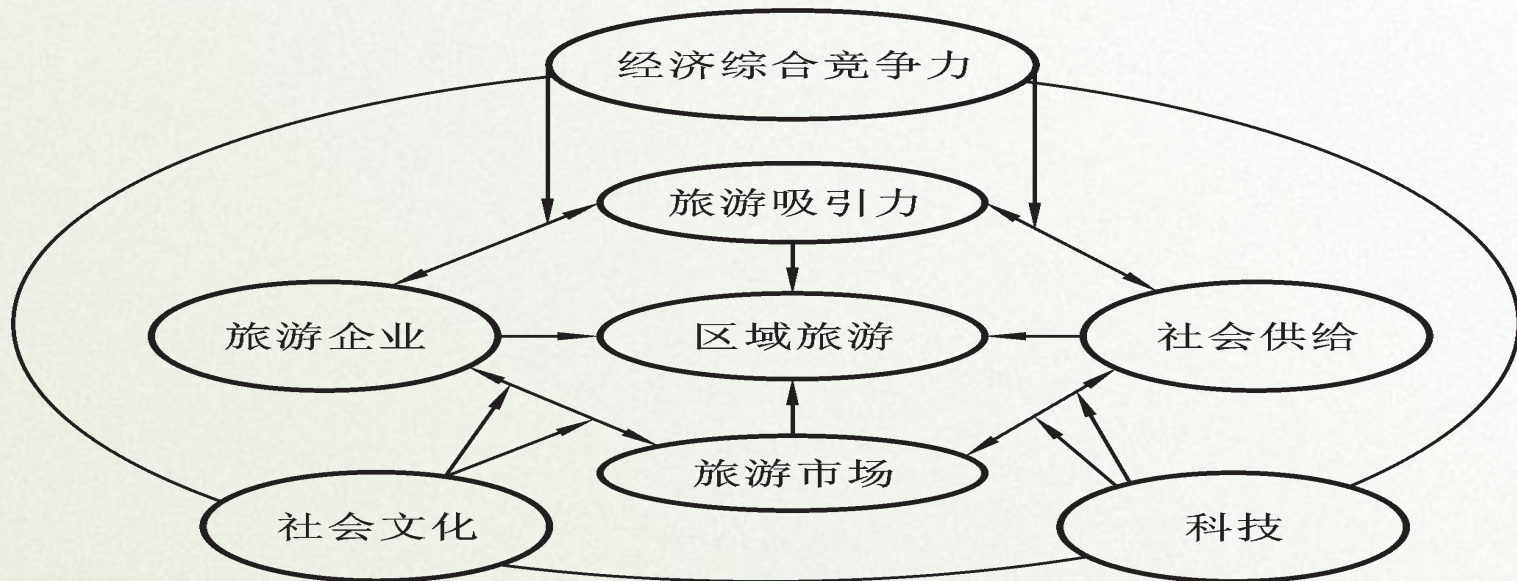 经济综合竞争力
旅游吸引力
旅游企业
区域旅游
社会供给
旅游市场
社会文化
科技